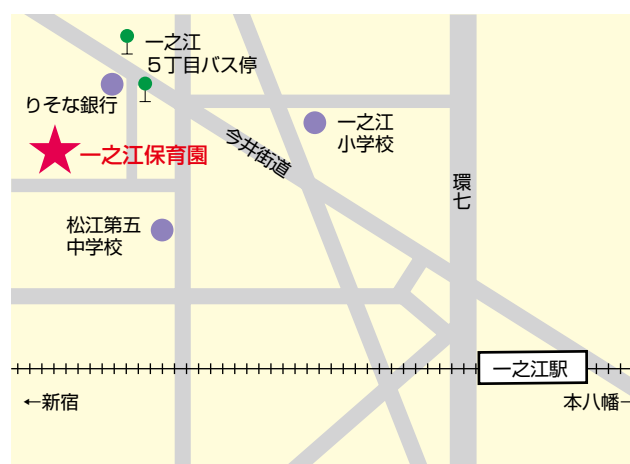 一之江
5丁目バス停
りそな銀行
一之江保育園
今井街道
一之江
小学校
環七
松江第五
中学校
一之江駅
←新宿
本八幡